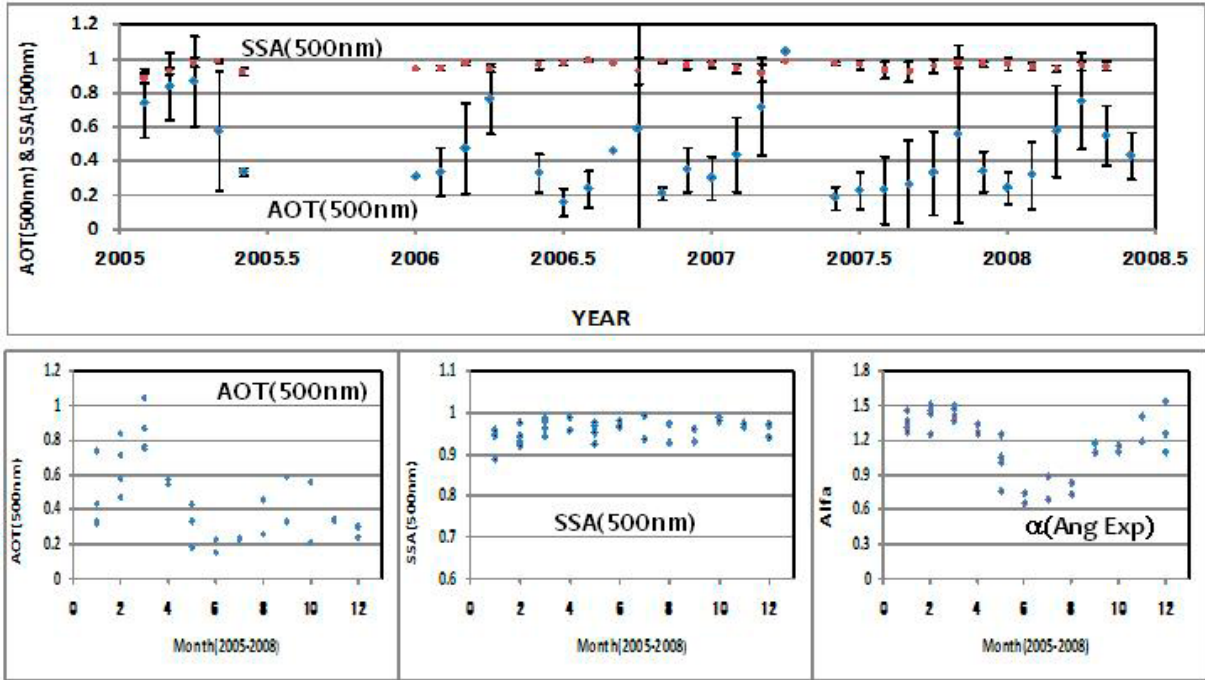 AOT(500nm) & SSA(500nm)
1.2
1
0.8
0.6
0.4
0.2
0
SSA(500nm)
AOT(500nm)
2005 2005.5 2006 2006.5 2007 2007.5 2008 2008.5
YEAR
AOT(500nm)
1.2
1
0.8
0.6
0.4
0.2
0
AOT(500nm)
0 2 4 6 8 10 12
Month(2005-2008)
SSA(500nm)
1.1
1
0.9
0.8
0.7
0.6
SSA(500nm)
0 2 4 6 8 10 12
Month(2005-2008)
Alfa
1.8
1.5
1.2
0.9
0.6
0.3
0
α(Ang Exp)
0 2 4 6 8 10 12
Month(2005-2008)